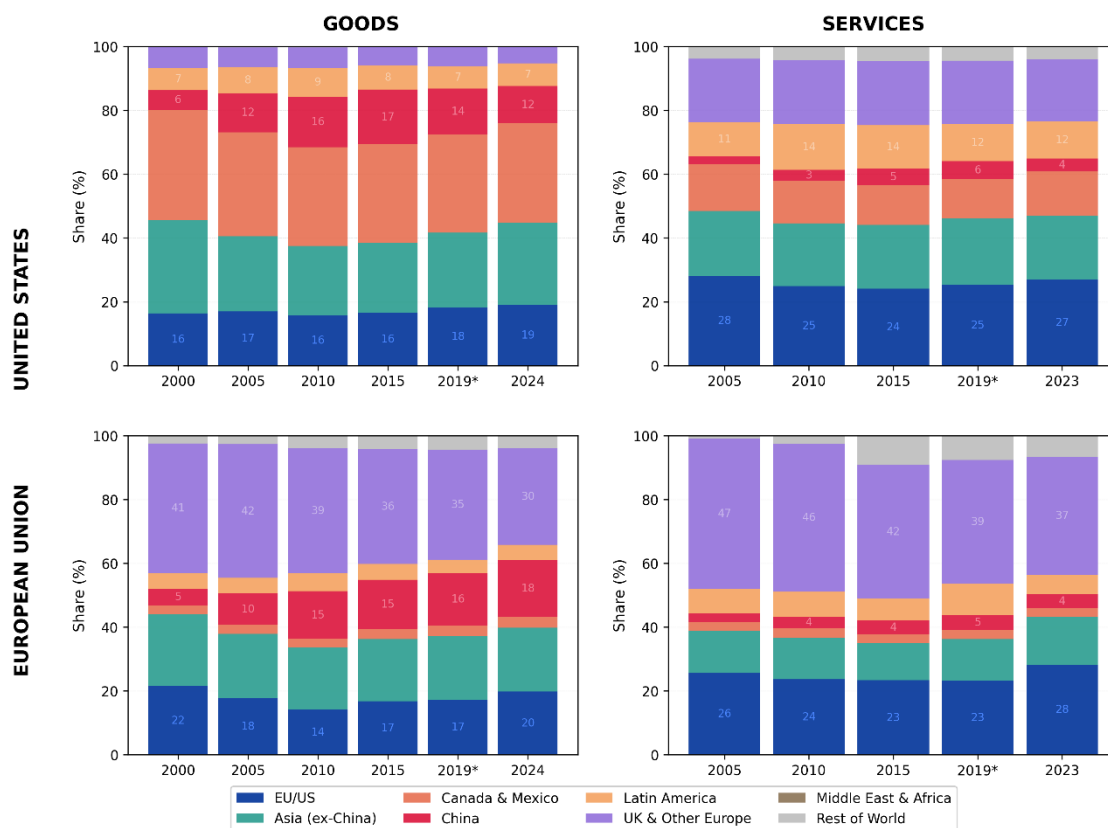 GOODS
SERVICES
UNITED STATES
Share (%)
100
80
60
40
20
0
7 8 9 8 7 7
6 12 16 17 14 12
16 17 16 16 18 19
2000 2005 2010 2015 2019* 2024
Share (%)
100
80
60
40
20
0
11 14 14 12 12
3 5 6 4
28 25 24 25 27
2005 2010 2015 2019* 2023
EUROPEAN UNION
Share (%)
100
80
60
40
20
0
41 42 39 36 35 30
5 10 15 15 16 18
22 18 14 17 17 20
2000 2005 2010 2015 2019* 2024
Share (%)
100
80
60
40
20
0
47 46 42 39 37
4 4 5 4
26 24 23 23 28
2005 2010 2015 2019* 2023
EU/US
Asia (ex-China)
Canada & Mexico
China
Latin America
UK & Other Europe
Middle East & Africa
Rest of World